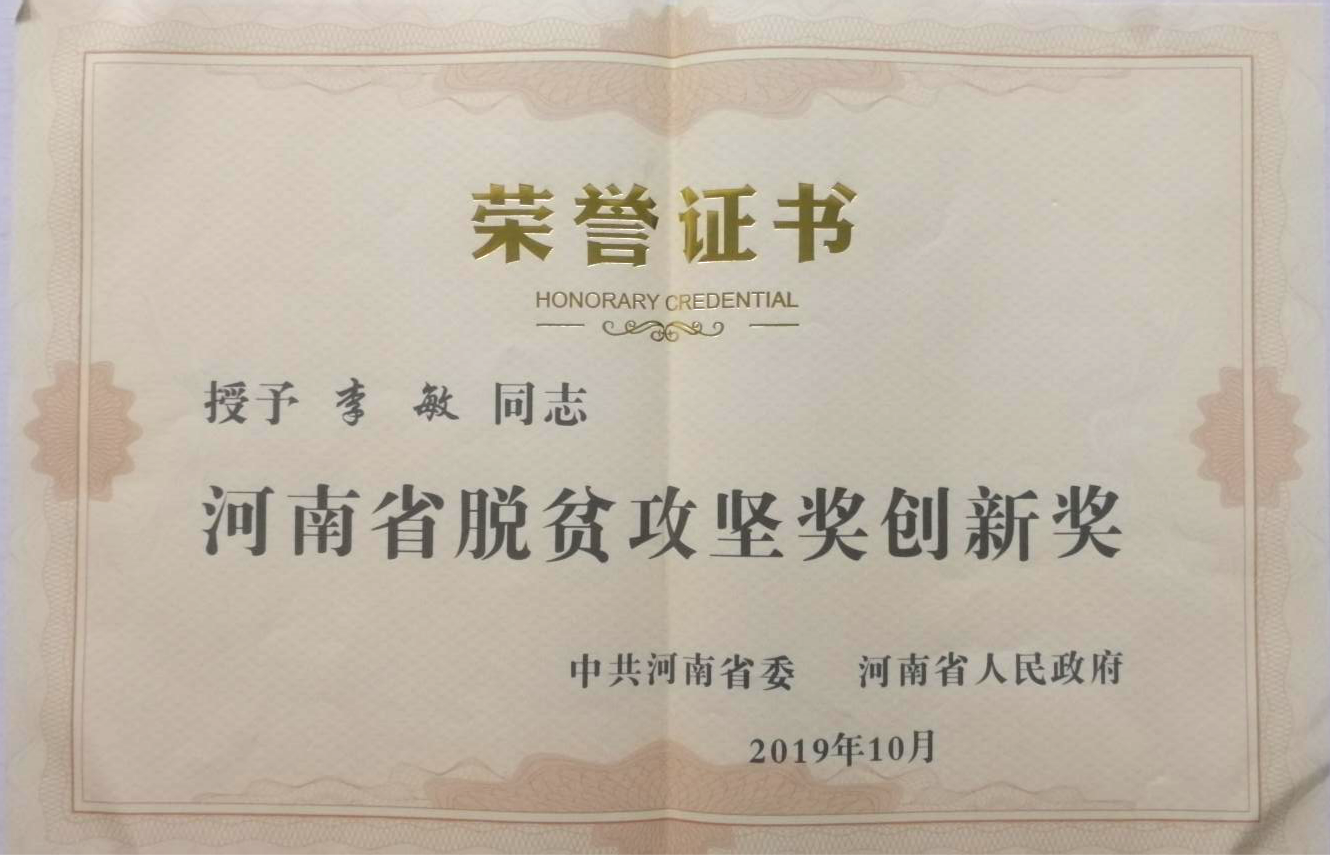 荣誉证书
HONORARY CREDENTIAL
授予 李 敏 同志
河南省脱贫攻坚奖创新奖
中共河南省委 河南省人民政府
2019年10月